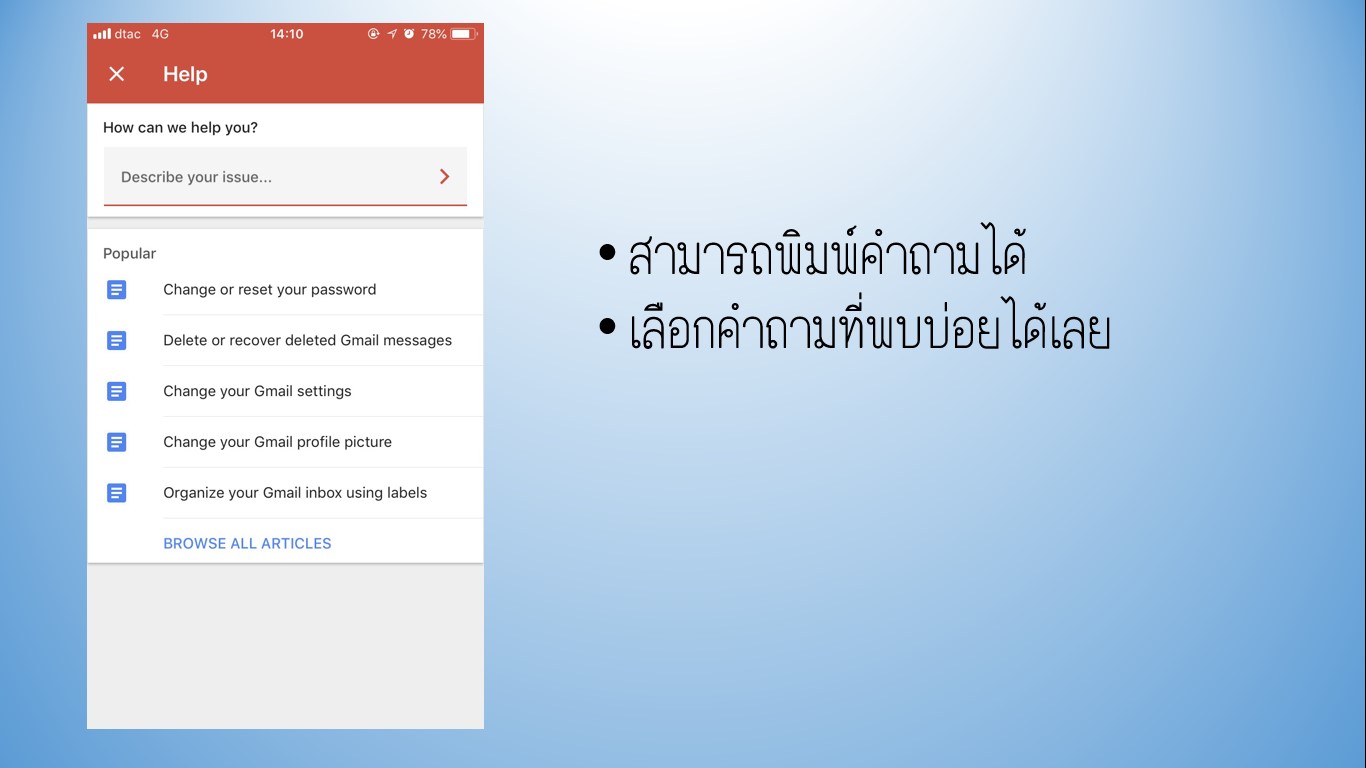 dtac 4G 14:10 78%
Help
How can we help you?
Describe your issue...
Popular
Change or reset your password
Delete or recover deleted Gmail messages
Change your Gmail settings
Change your Gmail profile picture
Organize your Gmail inbox using labels
BROWSE ALL ARTICLES
• สามารถพิมพ์คำถามได้
• เลือกคำถามที่พบบ่อยได้เลย